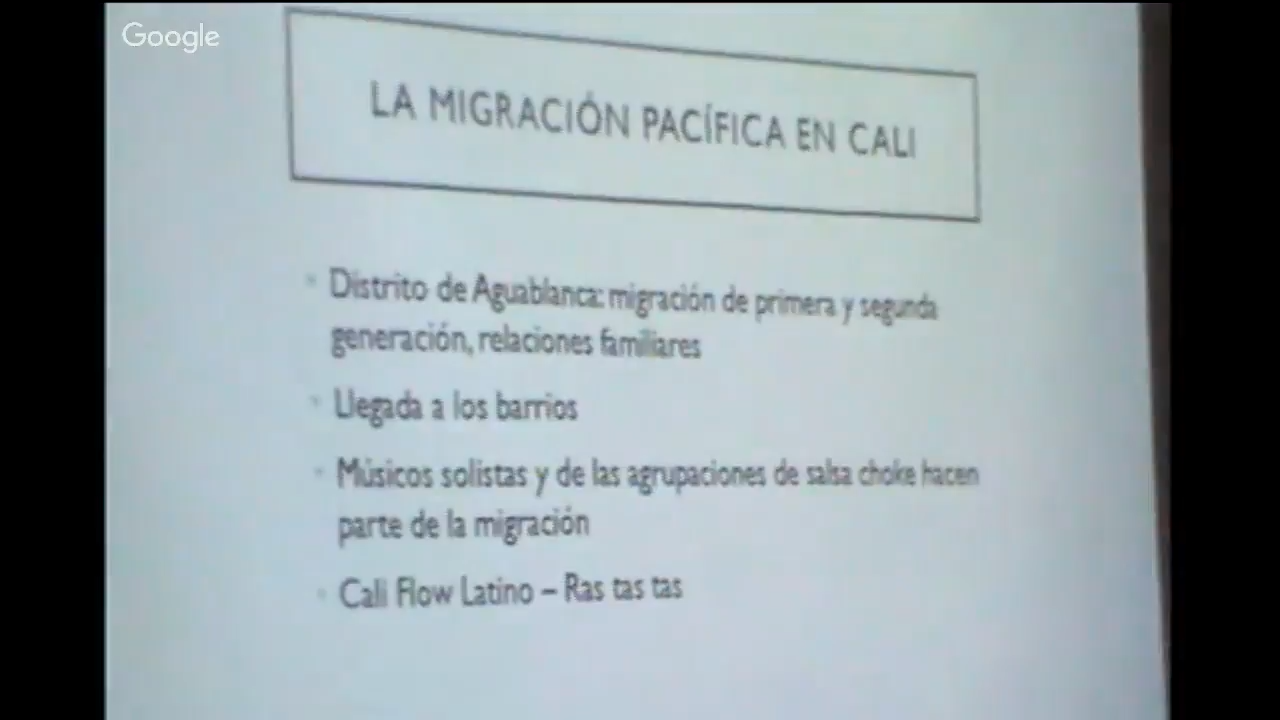 Google
LA MIGRACIÓN PACÍFICA EN CALI
Distrito de Aguablanca: migración de primera y segunda
generación, relaciones familiares
Llegada a los barrios
Músicos solistas y de las agrupaciones de salsa choke hacen
parte de la migración
Cali Flow Latino – Ras tas tas